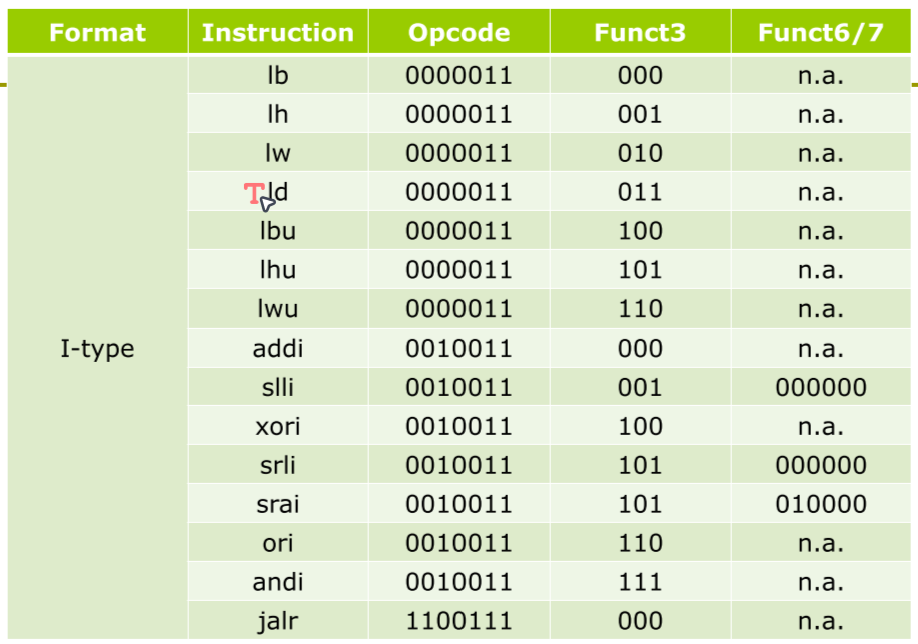 Format Instruction Opcode Funct3 Funct6/7
lb 0000011 000 n.a.
lh 0000011 001 n.a.
lw 0000011 010 n.a.
T ld 0000011 011 n.a.
lbu 0000011 100 n.a.
lhu 0000011 101 n.a.
lwu 0000011 110 n.a.
I-type addi 0010011 000 n.a.
slli 0010011 001 000000
xori 0010011 100 n.a.
srli 0010011 101 000000
srai 0010011 101 010000
ori 0010011 110 n.a.
andi 0010011 111 n.a.
jalr 1100111 000 n.a.